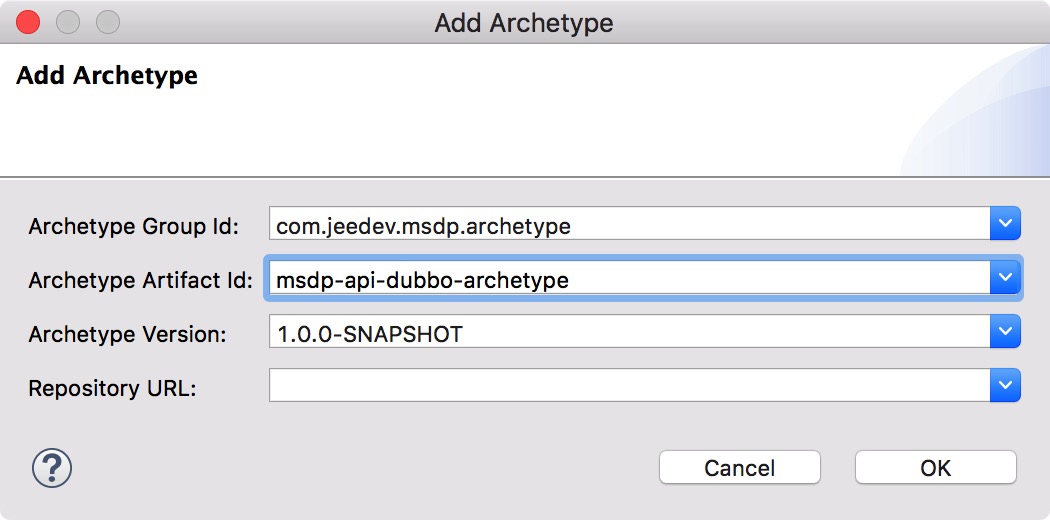 Add Archetype
Add Archetype
Archetype Group Id: com.jeedev.msdp.archetype
Archetype Artifact Id: msdp-api-dubbo-archetype
Archetype Version: 1.0.0-SNAPSHOT
Repository URL:
? Cancel OK